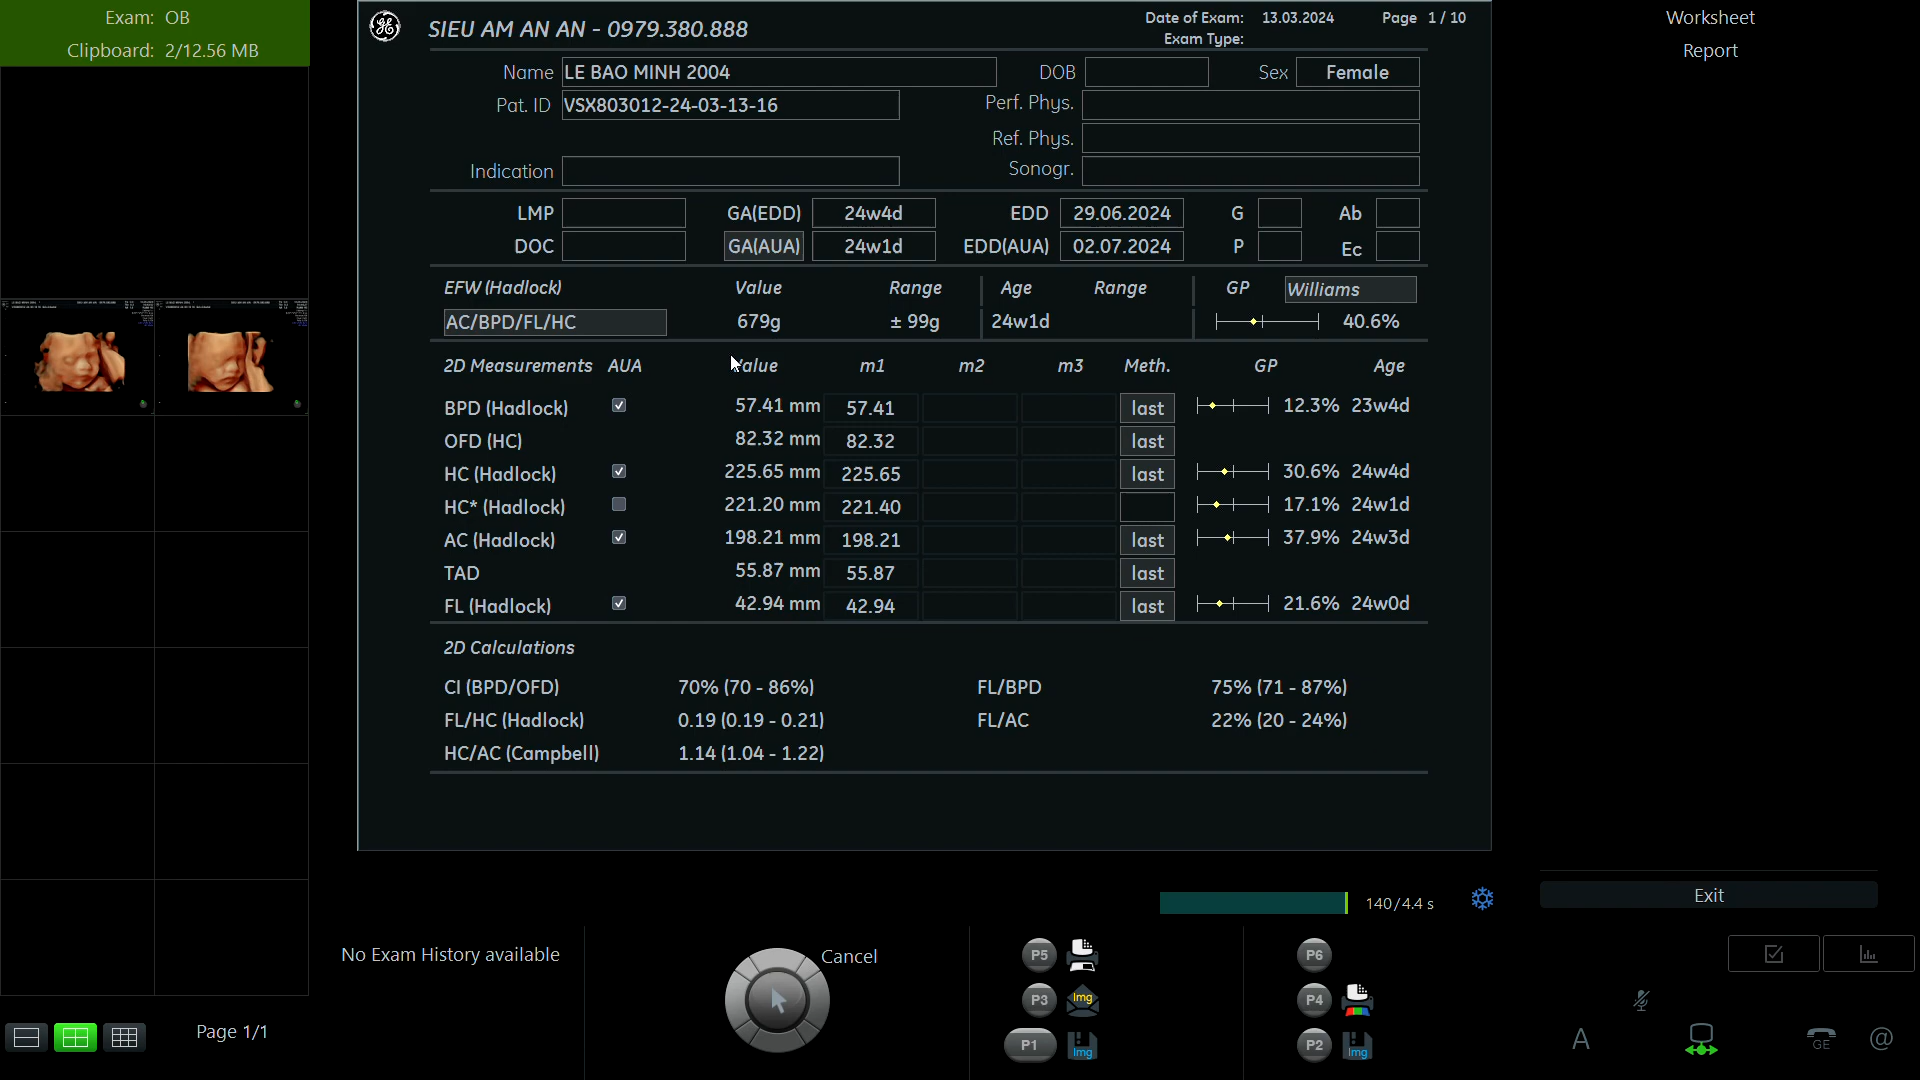 Exam: OB
Clipboard: 2/12.56 MB
SIEU AM AN AN - 0979.380.888
Date of Exam: 13.03.2024 Page 1 / 10
Exam Type:
Worksheet
Report
Name LE BAO MINH 2004 DOB Sex Female
Pat. ID VSX803012-24-03-13-16 Perf. Phys.
Ref. Phys.
Indication Sonogr.
LMP GA(EDD) 24w4d EDD 29.06.2024 G Ab
DOC GA(AUA) 24w1d EDD(AUA) 02.07.2024 P Ec
EFW (Hadlock) Value Range Age Range GP Williams
AC/BPD/FL/HC 679g ± 99g 24w1d 40.6%
2D Measurements AUA Value m1 m2 m3 Meth. GP Age
BPD (Hadlock) 57.41 mm 57.41 last 12.3% 23w4d
OFD (HC) 82.32 mm 82.32 last
HC (Hadlock) 225.65 mm 225.65 last 30.6% 24w4d
HC* (Hadlock) 221.20 mm 221.40 17.1% 24w1d
AC (Hadlock) 198.21 mm 198.21 last 37.9% 24w3d
TAD 55.87 mm 55.87 last
FL (Hadlock) 42.94 mm 42.94 last 21.6% 24w0d
2D Calculations
CI (BPD/OFD) 70% (70 - 86%) FL/BPD 75% (71 - 87%)
FL/HC (Hadlock) 0.19 (0.19 - 0.21) FL/AC 22% (20 - 24%)
HC/AC (Campbell) 1.14 (1.04 - 1.22)
140/4.4 s
Exit
No Exam History available
Cancel
P5 P6
P3 Img P4
P1 Img P2 Img
Page 1/1
A GE @